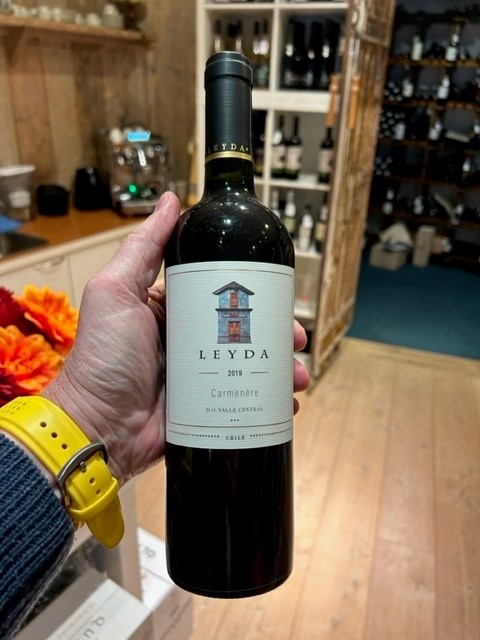 LEYDA
LEYDA
2019
Carmenère
D.O. VALLE CENTRAL
CHILE